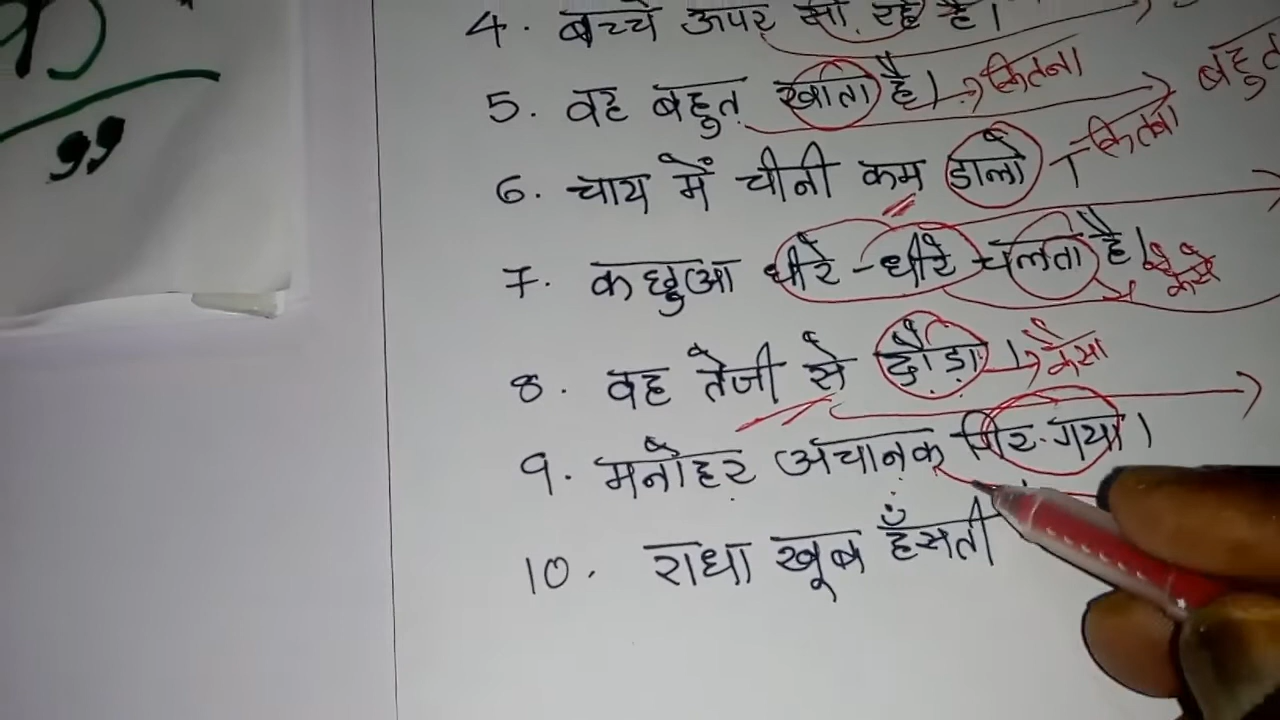 4. बच्चे ऊपर सो रहे हैं।
5. वह बहुत खाता है। → कितना बहुत
6. चाय में चीनी कम डालो – कितना
7. कछुआ धीरे-धीरे चलता है। कैसे
8. वह तेजी से दौड़ा । → कैसा
9. मनोहर अचानक गिर गया।
10. राधा खूब हँसती